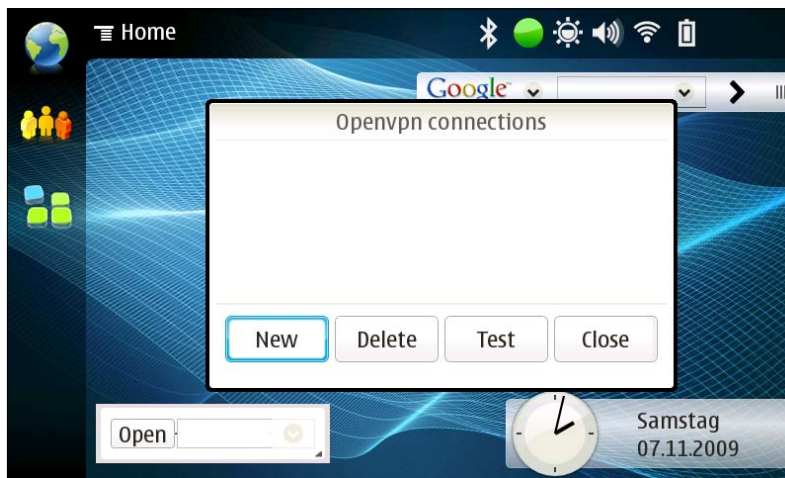 Home
Google
Openvpn connections
New Delete Test Close
Open
Samstag
07.11.2009